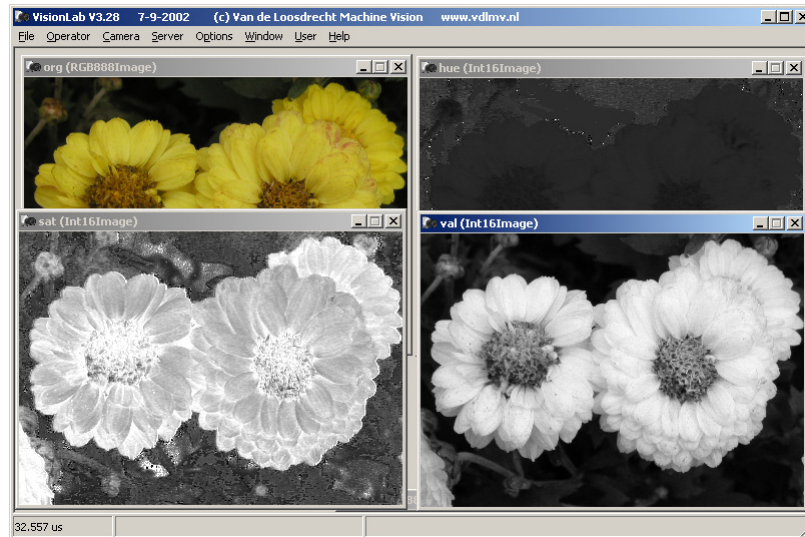 VisionLab V3.28 7-9-2002 (c) Van de Loosdrecht Machine Vision www.vdlmv.nl
File Operator Camera Server Options Window User Help
org (RGB888Image)
hue (Int16Image)
sat (Int16Image)
val (Int16Image)
32.557 us